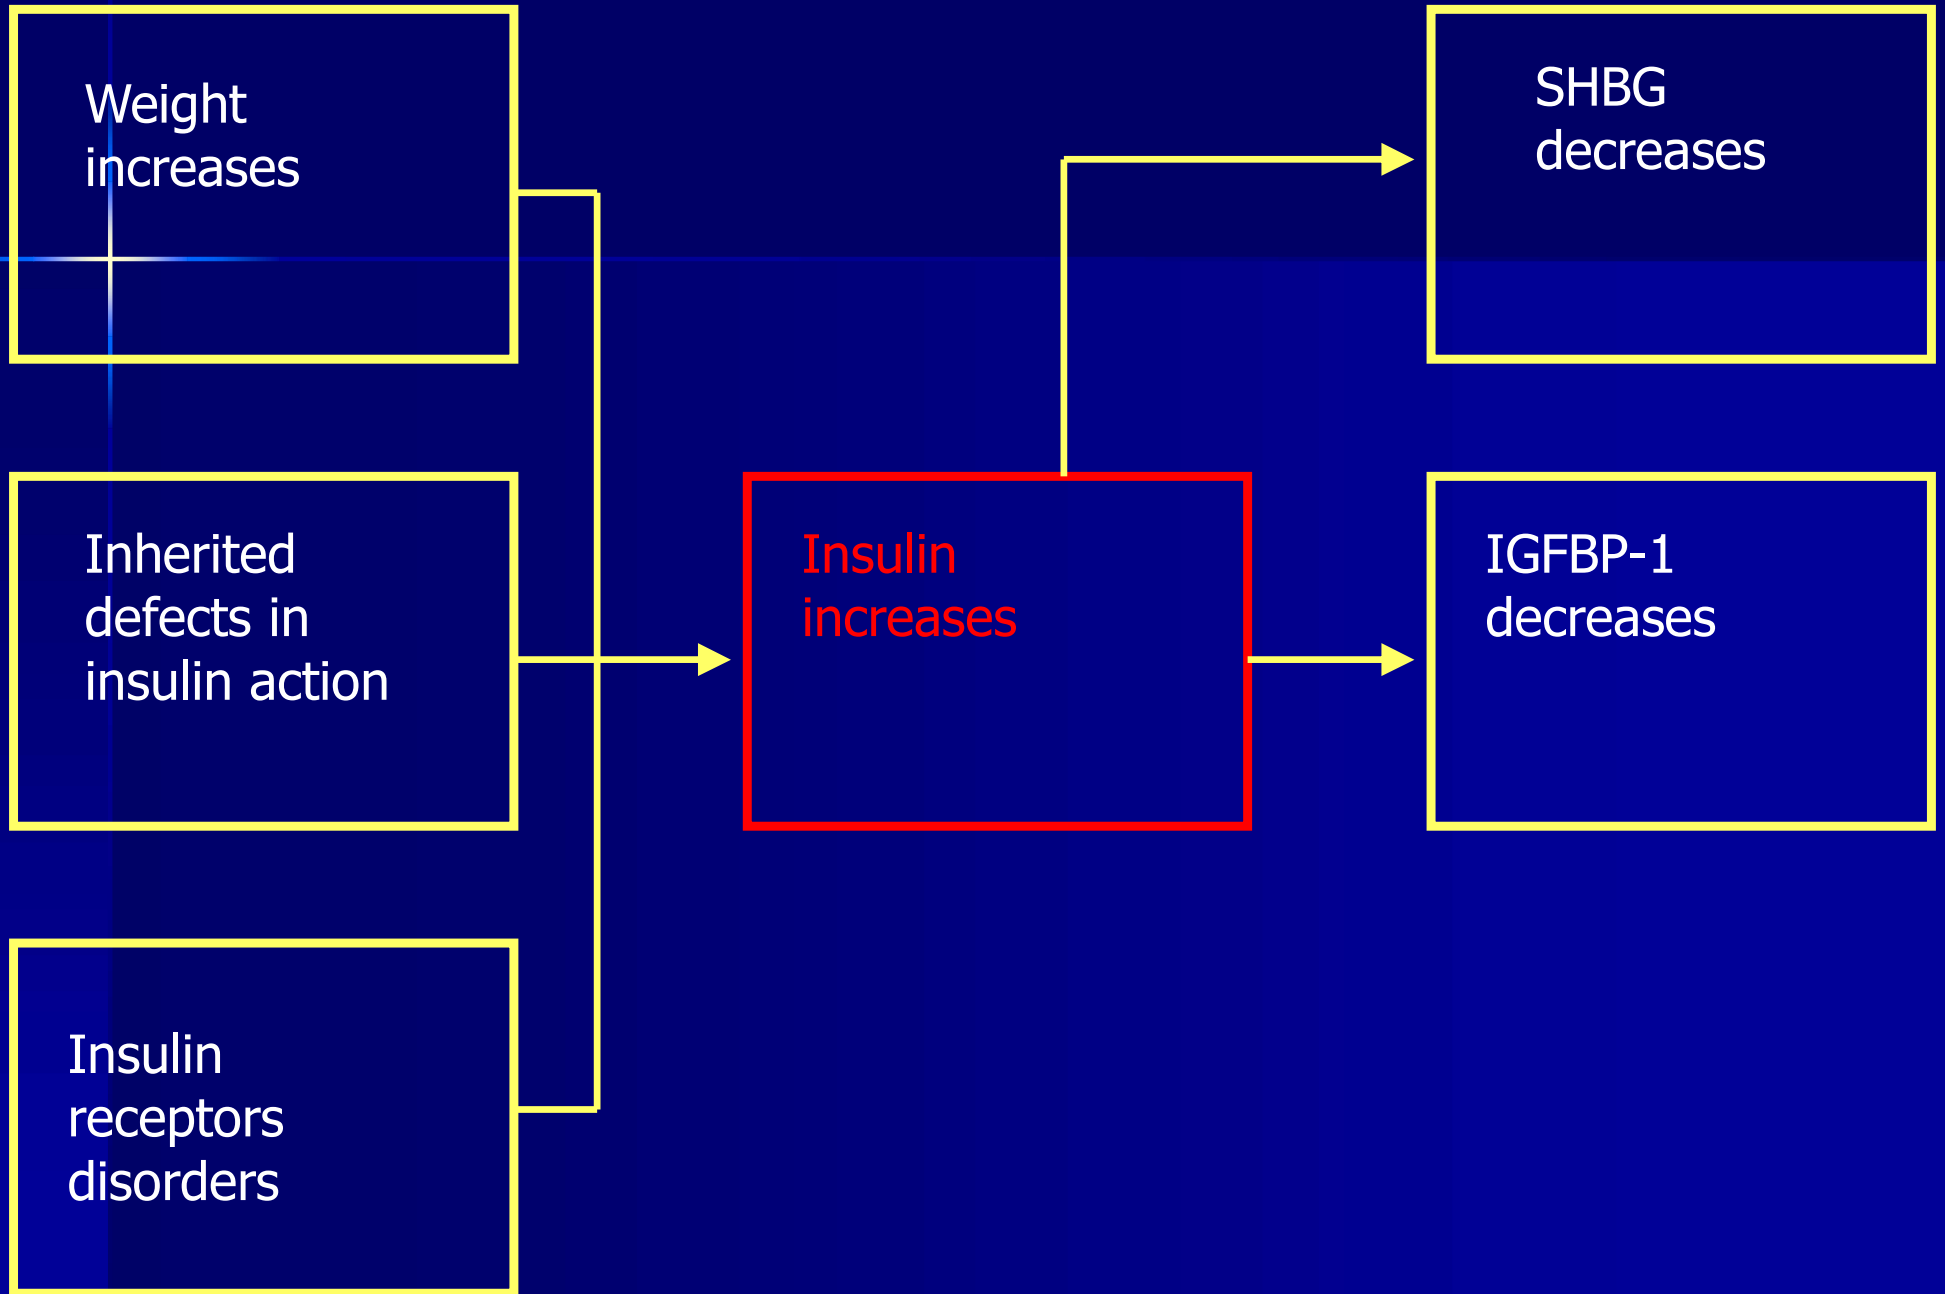 Weight
increases
SHBG
decreases
Inherited
defects in
insulin action
Insulin
increases
IGFBP-1
decreases
Insulin
receptors
disorders